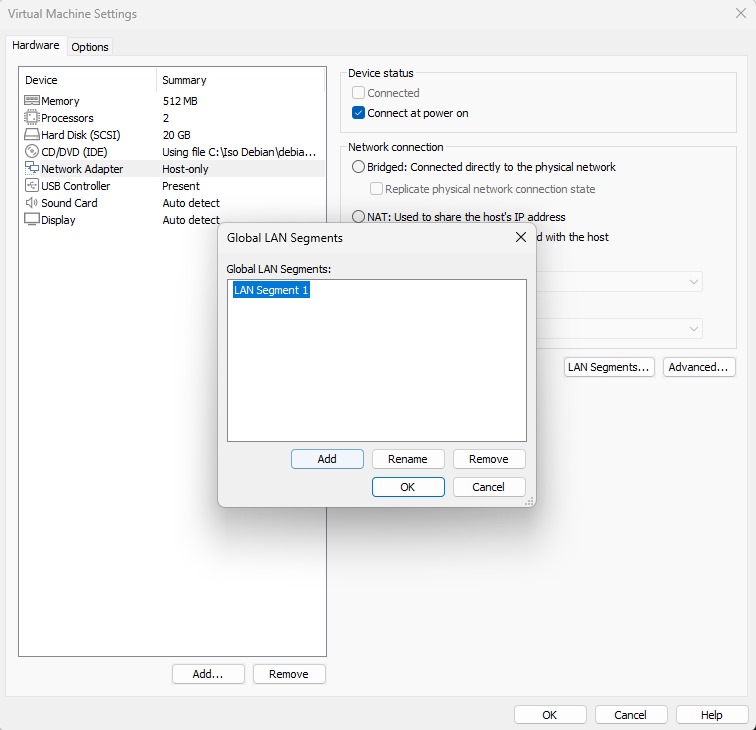 Virtual Machine Settings
Hardware
Options
Device Summary
Memory 512 MB
Processors 2
Hard Disk (SCSI) 20 GB
CD/DVD (IDE) Using file C:\Iso Debian\debia...
Network Adapter Host-only
USB Controller Present
Sound Card Auto detect
Display Auto detect
Add...
Remove
Device status
Connected
Connect at power on
Network connection
Bridged: Connected directly to the physical network
Replicate physical network connection state
NAT: Used to share the host's IP address
d with the host
LAN Segments...
Advanced...
Global LAN Segments
Global LAN Segments:
LAN Segment 1
Add
Rename
Remove
OK
Cancel
OK
Cancel
Help